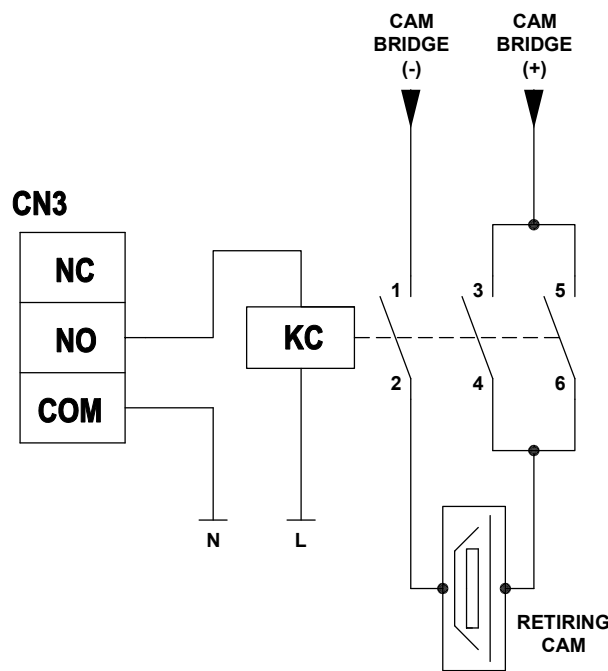 CAM
BRIDGE
(-)
CAM
BRIDGE
(+)
CN3
NC
NO
COM
KC
1
3
5
2
4
6
N
L
RETIRING
CAM